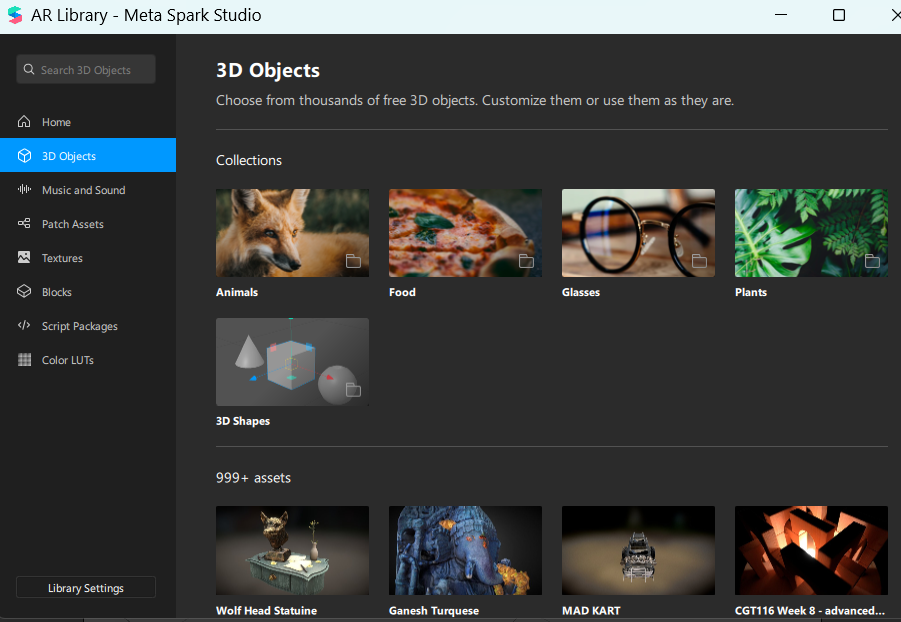 AR Library - Meta Spark Studio
Search 3D Objects
Home
3D Objects
Music and Sound
Patch Assets
Textures
Blocks
Script Packages
Color LUTs
Library Settings
3D Objects
Choose from thousands of free 3D objects. Customize them or use them as they are.
Collections
Animals
Food
Glasses
Plants
3D Shapes
999+ assets
Wolf Head Statuine
Ganesh Turquese
MAD KART
CGT116 Week 8 - advanced...